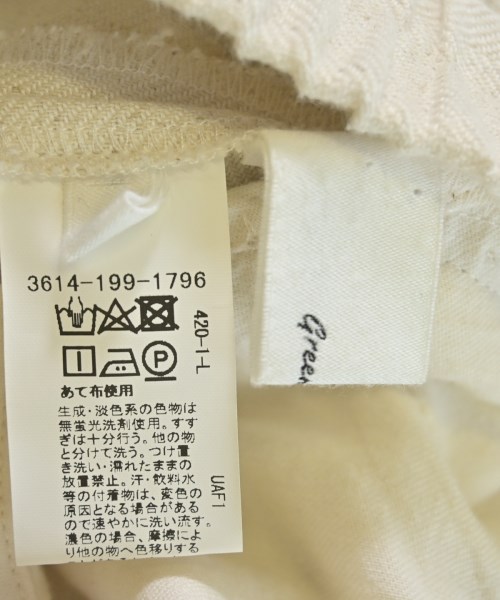 3614-199-1796
420-1-L
あて布使用
生成・淡色系の色物は
無蛍光洗剤使用。すす
ぎは十分行う。他の物
と分けて洗う。つけ置
き洗い・濡れたままの
放置禁止。汗・飲料水
等の付着物は、変色の
原因となる場合がある
ので速やかに洗い流す。
濃色の場合、摩擦によ
り他の物へ色移りする
UAF1
Green